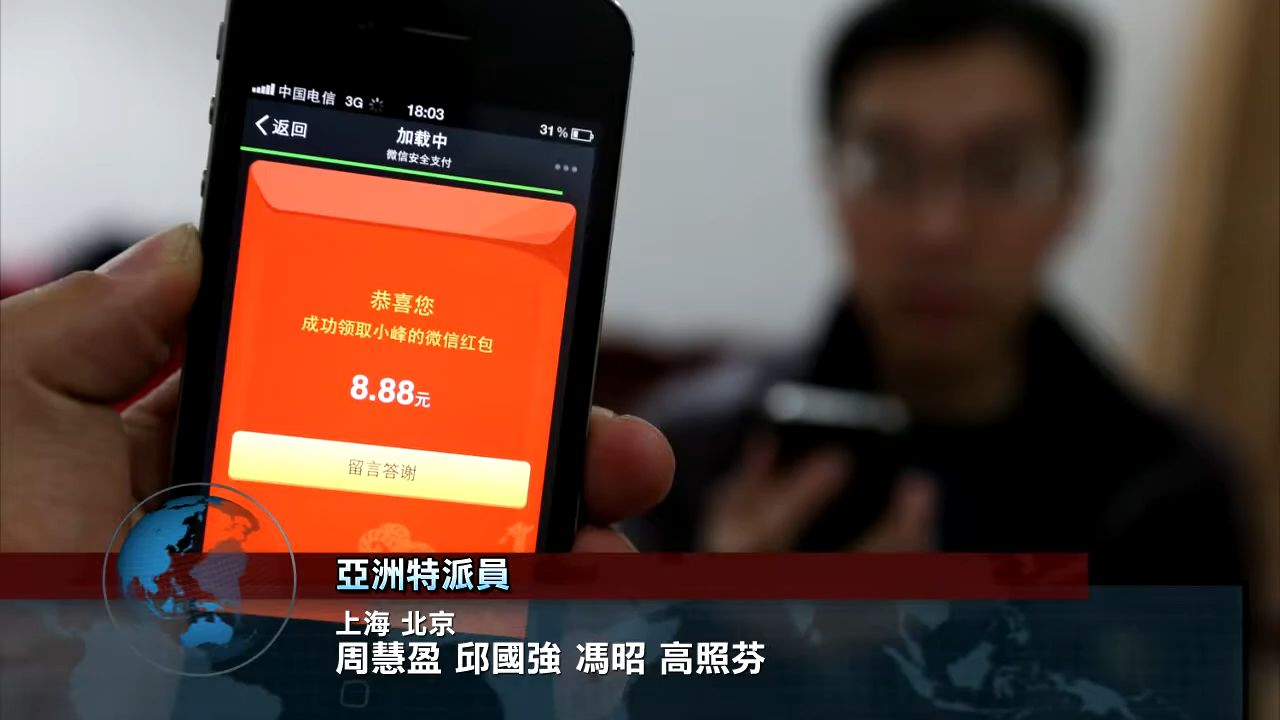 中国电信 3G 18:03 31%
返回 加载中
微信安全支付
恭喜您
成功领取小峰的微信红包
8.88元
留言答谢
亞洲特派員
上海 北京
周慧盈 邱國強 馮昭 高照芬